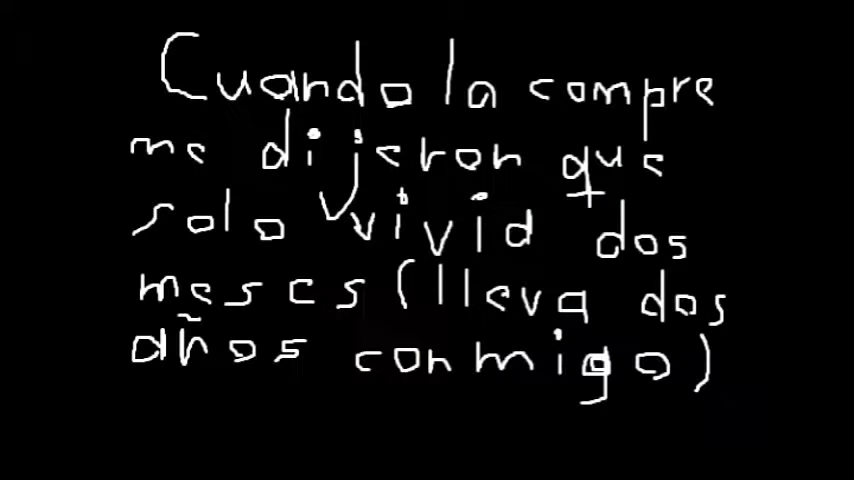 Cuando la compre
me dijeron que
solo vivid dos
meses (lleva dos
años conmigo)